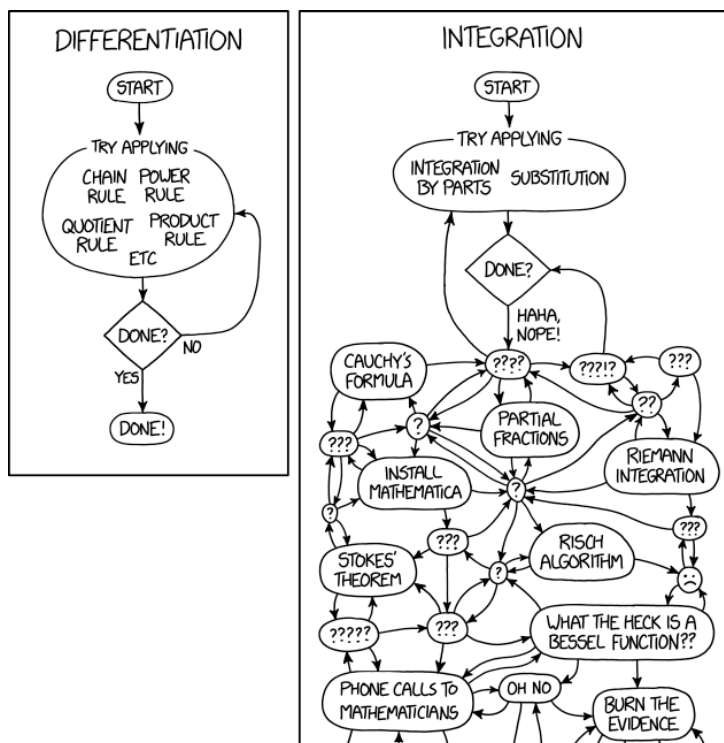 DIFFERENTIATION
START
TRY APPLYING
CHAIN RULE
POWER RULE
QUOTIENT RULE
PRODUCT RULE
ETC
DONE?
NO
YES
DONE!
INTEGRATION
START
TRY APPLYING
INTEGRATION
BY PARTS
SUBSTITUTION
DONE?
HAHA,
NOPE!
CAUCHY'S
FORMULA
????
???!?
???
??
?
PARTIAL
FRACTIONS
???
RIEMANN
INTEGRATION
INSTALL
MATHEMATICA
?
?
???
???
STOKES'
THEOREM
?
RISCH
ALGORITHM
?????
???
WHAT THE HECK IS A
BESSEL FUNCTION??
PHONE CALLS TO
MATHEMATICIANS
OH NO
BURN THE
EVIDENCE